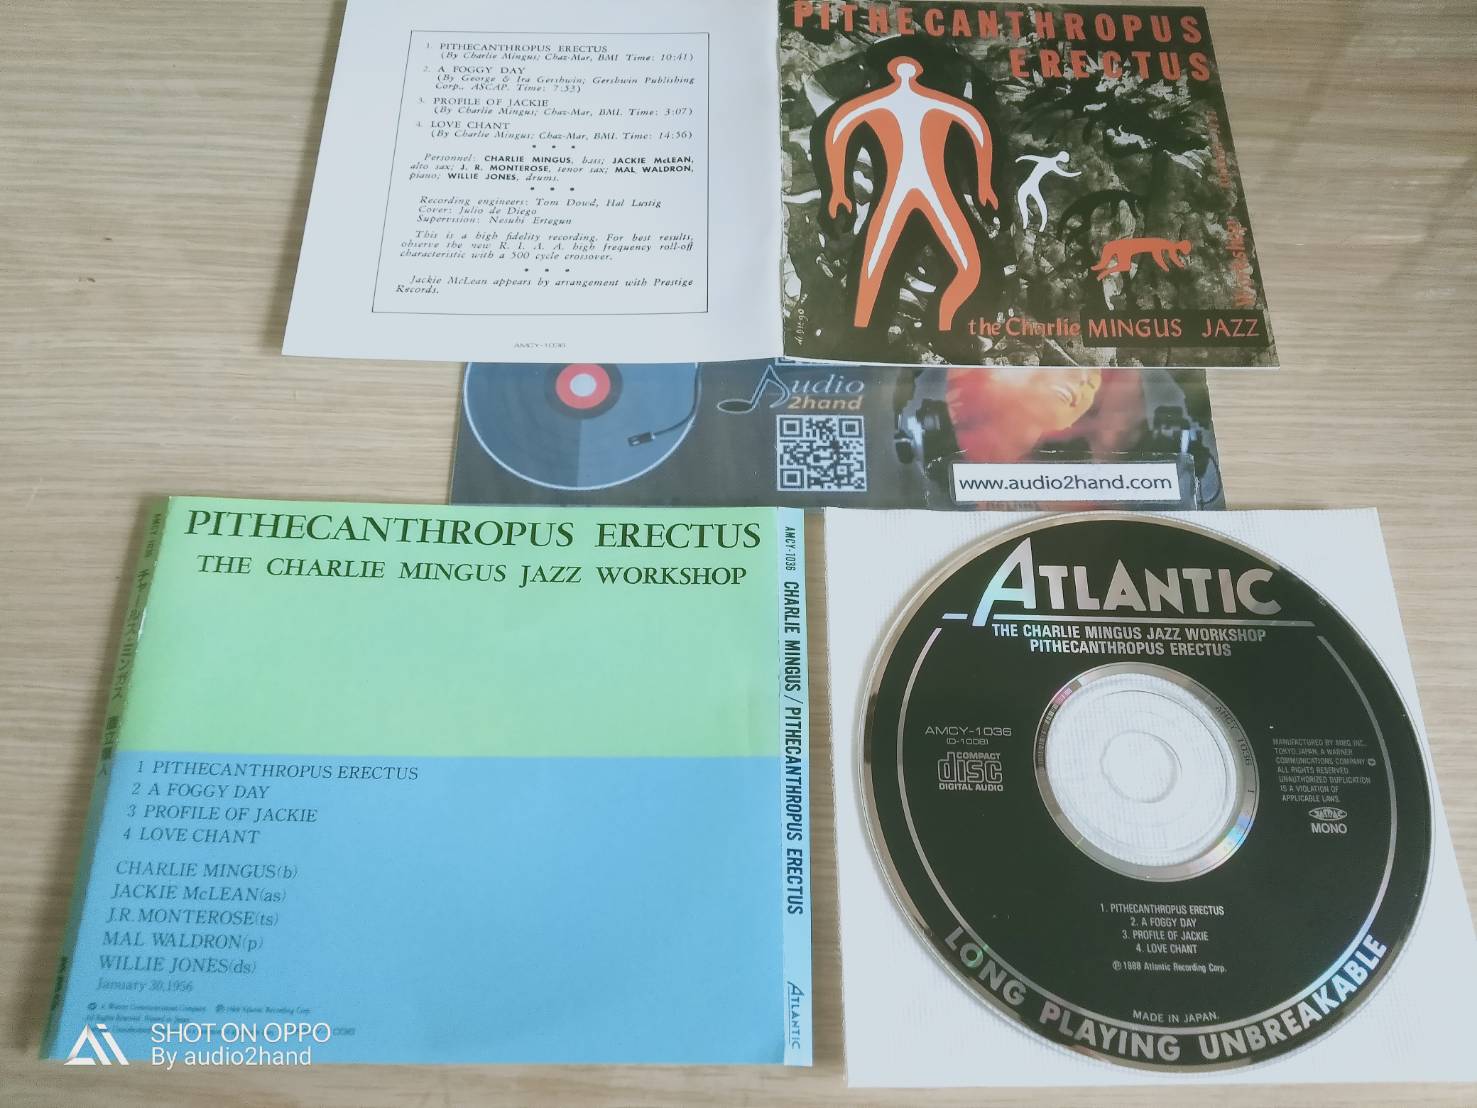 1. PITHECANTHROPUS ERECTUS
(By Charlie Mingus; Chaz-Mar, BMI Time: 10:41)
2. A FOGGY DAY
(By George & Ira Gershwin; Gershwin Publishing
Corp., ASCAP. Time: 7:53)
3. PROFILE OF JACKIE
(By Charlie Mingus; Chaz-Mar, BMI. Time: 3:07)
4. LOVE CHANT
(By Charlie Mingus; Chaz-Mar, BMI. Time: 14:56)
* * *
Personnel: CHARLIE MINGUS, bass; JACKIE McLEAN,
alto sax; J. R. MONTEROSE, tenor sax; MAL WALDRON,
piano; WILLIE JONES, drums.
* * *
Recording engineers: Tom Dowd, Hal Lustig
Cover: Julio de Diego
Supervision: Nesuhi Ertegun
This is a high fidelity recording. For best results,
observe the new R. I. A. A. high frequency roll-off
characteristic with a 500 cycle crossover.
* * *
Jackie McLean appears by arrangement with Prestige
Records.
AMCY-1036
PITHECANTHROPUS
ERECTUS
the Charlie MINGUS JAZZ
Workshop
Audio
2hand
www.audio2hand.com
PITHECANTHROPUS ERECTUS
THE CHARLIE MINGUS JAZZ WORKSHOP
1 PITHECANTHROPUS ERECTUS
2 A FOGGY DAY
3 PROFILE OF JACKIE
4 LOVE CHANT
CHARLIE MINGUS(b)
JACKIE McLEAN(as)
J.R.MONTEROSE(ts)
MAL WALDRON(p)
WILLIE JONES(ds)
January 30,1956
AMCY-1036 CHARLIE MINGUS/PITHECANTHROPUS ERECTUS ATLANTIC
ATLANTIC
THE CHARLIE MINGUS JAZZ WORKSHOP
PITHECANTHROPUS ERECTUS
AMCY-1036
(D-1008)
COMPACT
disc
DIGITAL AUDIO
MANUFACTURED BY MMG INC.,
TOKYO, JAPAN, A WARNER
COMMUNICATIONS COMPANY
ALL RIGHTS RESERVED.
UNAUTHORIZED DUPLICATION
IS A VIOLATION OF
APPLICABLE LAWS.
JASRAC
MONO
1. PITHECANTHROPUS ERECTUS
2. A FOGGY DAY
3. PROFILE OF JACKIE
4. LOVE CHANT
℗ 1988 Atlantic Recording Corp.
MADE IN JAPAN.
LONG PLAYING UNBREAKABLE
SHOT ON OPPO
By audio2hand